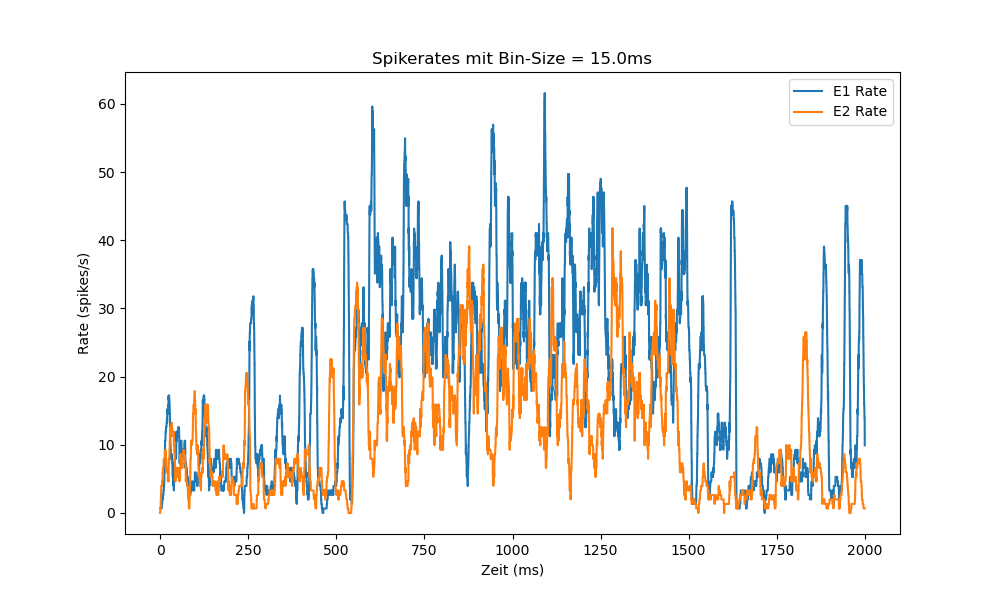 Spikerates mit Bin-Size = 15.0ms
E1 Rate
E2 Rate
60
50
40
30
20
10
0
Rate (spikes/s)
0 250 500 750 1000 1250 1500 1750 2000
Zeit (ms)